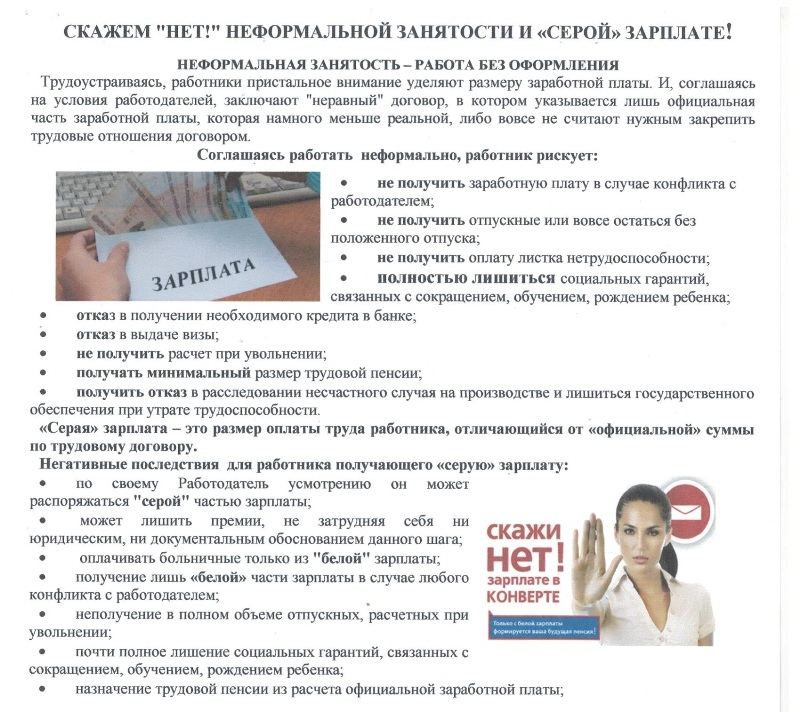 СКАЖЕМ "НЕТ!" НЕФОРМАЛЬНОЙ ЗАНЯТОСТИ И «СЕРОЙ» ЗАРПЛАТЕ!
НЕФОРМАЛЬНАЯ ЗАНЯТОСТЬ – РАБОТА БЕЗ ОФОРМЛЕНИЯ
Трудоустраиваясь, работники пристальное внимание уделяют размеру заработной платы. И, соглашаясь
на условия работодателей, заключают "неравный" договор, в котором указывается лишь официальная
часть заработной платы, которая намного меньше реальной, либо вовсе не считают нужным закрепить
трудовые отношения договором.
Соглашаясь работать неформально, работник рискует:
• не получить заработную плату в случае конфликта с
работодателем;
• не получить отпускные или вовсе остаться без
положенного отпуска;
• не получить оплату листка нетрудоспособности;
• полностью лишиться социальных гарантий,
связанных с сокращением, обучением, рождением ребенка;
ЗАРПЛАТА
• отказ в получении необходимого кредита в банке;
• отказ в выдаче визы;
• не получить расчет при увольнении;
• получать минимальный размер трудовой пенсии;
• получить отказ в расследовании несчастного случая на производстве и лишиться государственного
обеспечения при утрате трудоспособности.
«Серая» зарплата – это размер оплаты труда работника, отличающийся от «официальной» суммы
по трудовому договору.
Негативные последствия для работника получающего «серую» зарплату:
• по своему Работодатель усмотрению он может
распоряжаться "серой" частью зарплаты;
• может лишить премии, не затрудняя себя ни
юридическим, ни документальным обоснованием данного шага;
• оплачивать больничные только из "белой" зарплаты;
• получение лишь «белой» части зарплаты в случае любого
конфликта с работодателем;
• неполучение в полном объеме отпускных, расчетных при
увольнении;
• почти полное лишение социальных гарантий, связанных с
сокращением, обучением, рождением ребенка;
• назначение трудовой пенсии из расчета официальной заработной платы;
скажи
нет!
зарплате в
КОНВЕРТЕ
Только с белой зарплаты
формируется ваша будущая пенсия!